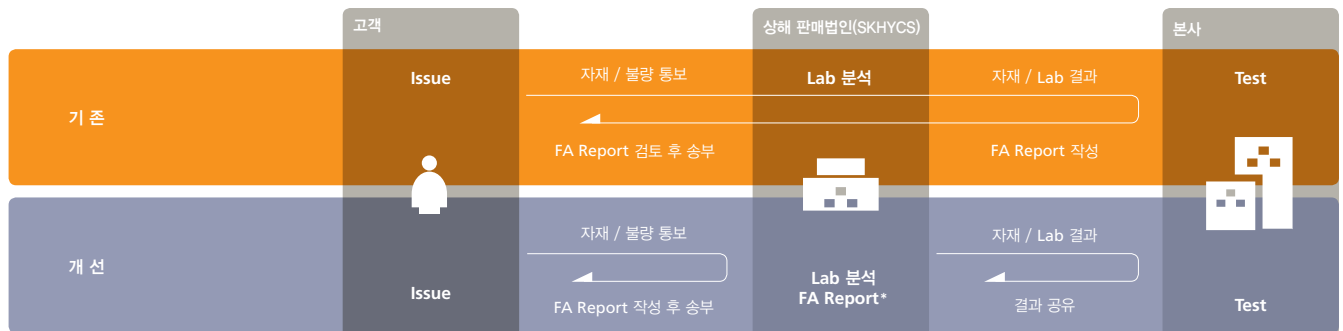 고객
상해 판매법인(SKHYCS)
본사
기 존
Issue
자재 / 불량 통보
Lab 분석
자재 / Lab 결과
Test
FA Report 검토 후 송부
FA Report 작성
개 선
Issue
자재 / 불량 통보
FA Report 작성 후 송부
Lab 분석
FA Report*
자재 / Lab 결과
결과 공유
Test